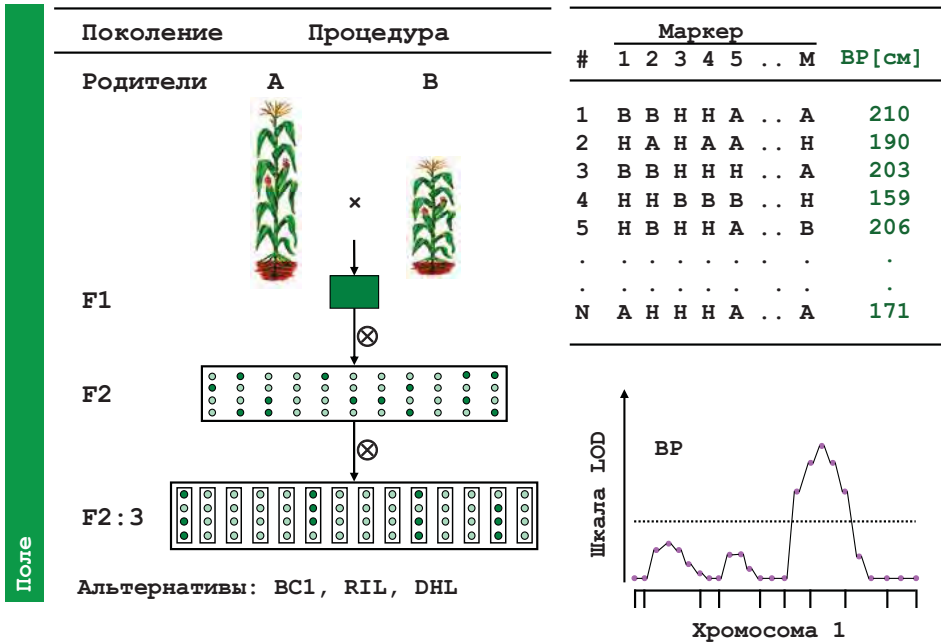 Поле
Поколение Процедура
Родители A B
×
F1
F2
F2:3
Альтернативы: BC1, RIL, DHL
Маркер
# 1 2 3 4 5 .. M ВР[см]
1 B B H H A .. A 210
2 H A H A A .. H 190
3 B B H H H .. A 203
4 H H B B B .. H 159
5 H B H H A .. B 206
. . . . . . . . .
. . . . . . . . .
N A H H H A .. A 171
Шкала LOD
ВР
Хромосома 1